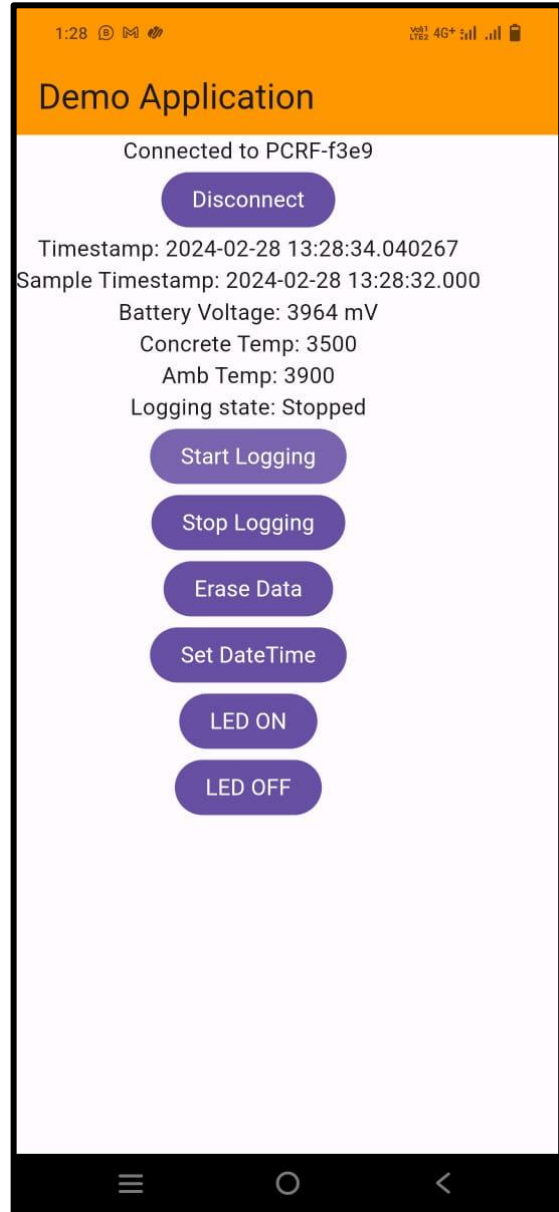 1:28
4G+
Demo Application
Connected to PCRF-f3e9
Disconnect
Timestamp: 2024-02-28 13:28:34.040267
Sample Timestamp: 2024-02-28 13:28:32.000
Battery Voltage: 3964 mV
Concrete Temp: 3500
Amb Temp: 3900
Logging state: Stopped
Start Logging
Stop Logging
Erase Data
Set DateTime
LED ON
LED OFF